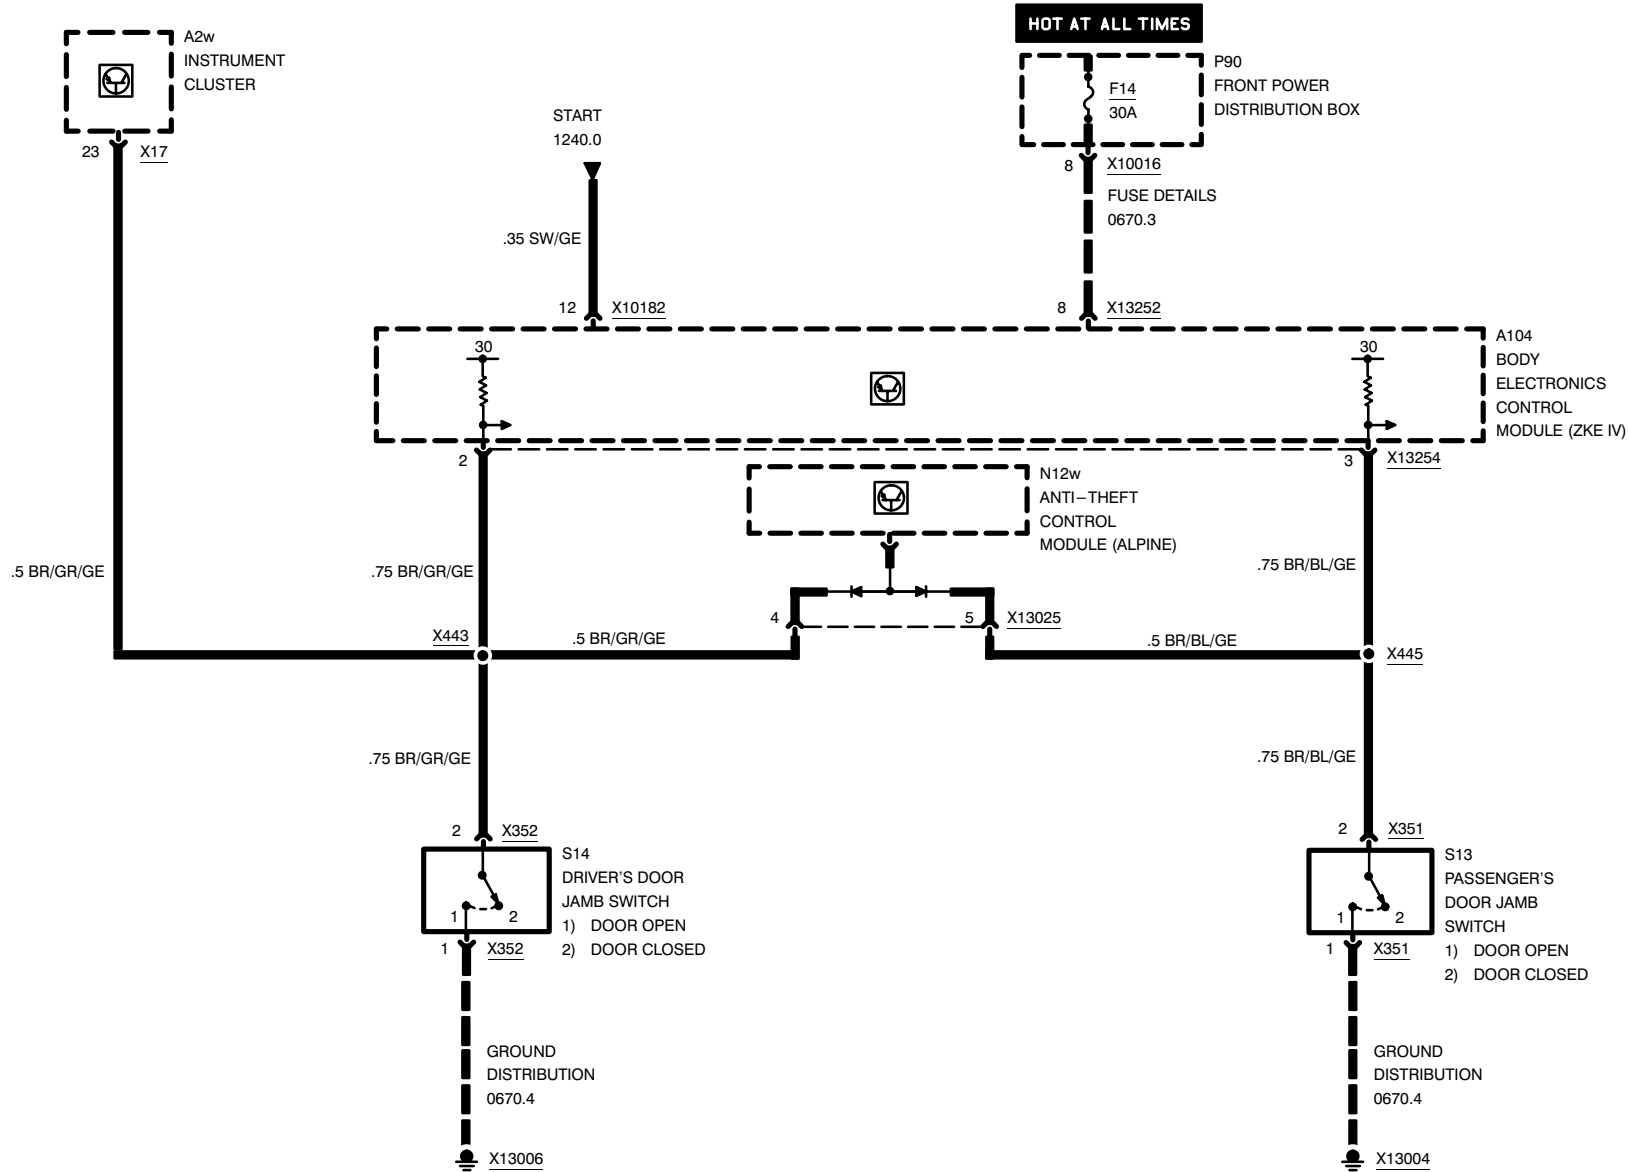 HOT AT ALL TIMES
A2w
INSTRUMENT
CLUSTER
23
X17
START
1240.0
P90
FRONT POWER
DISTRIBUTION BOX
F14
30A
8
X10016
FUSE DETAILS
0670.3
.35 SW/GE
12
X10182
8
X13252
30
30
A104
BODY
ELECTRONICS
CONTROL
MODULE (ZKE IV)
2
3
X13254
N12w
ANTI–THEFT
CONTROL
MODULE (ALPINE)
.5 BR/GR/GE
.75 BR/GR/GE
.75 BR/BL/GE
4
5
X13025
X443
.5 BR/GR/GE
.5 BR/BL/GE
X445
.75 BR/GR/GE
.75 BR/BL/GE
2
X352
S14
DRIVER'S DOOR
JAMB SWITCH
1) DOOR OPEN
2) DOOR CLOSED
1
2
1
X352
2
X351
S13
PASSENGER'S
DOOR JAMB
SWITCH
1) DOOR OPEN
2) DOOR CLOSED
1
2
1
X351
GROUND
DISTRIBUTION
0670.4
X13006
GROUND
DISTRIBUTION
0670.4
X13004